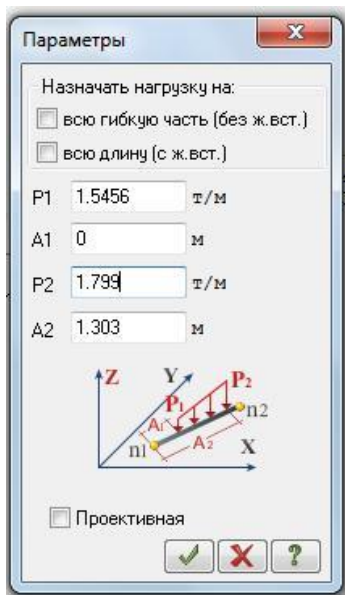 Параметры
Назначать нагрузку на:
всю гибкую часть (без ж.вст.)
всю длину (с ж.вст.)
P1 1.5456 т/м
A1 0 м
P2 1.799 т/м
A2 1.303 м
Z Y P2
P1 n2
A1
n1 A2 X
Проективная
?